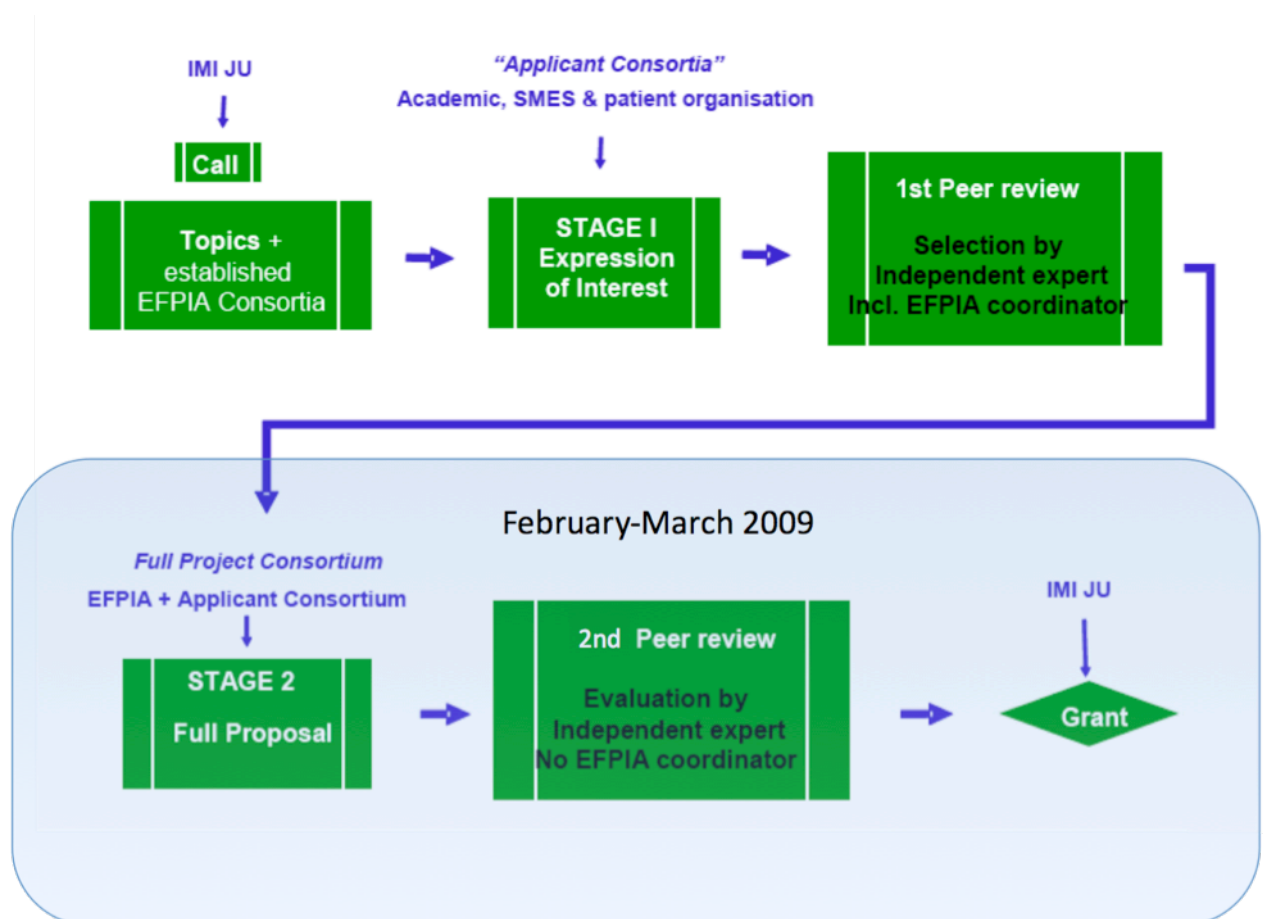 IMI JU
Call
Topics +
established
EFPIA Consortia
“Applicant Consortia”
Academic, SMES & patient organisation
STAGE I
Expression
of Interest
1st Peer review
Selection by
Independent expert
Incl. EFPIA coordinator
February-March 2009
Full Project Consortium
EFPIA + Applicant Consortium
STAGE 2
Full Proposal
2nd Peer review
Evaluation by
Independent expert
No EFPIA coordinator
IMI JU
Grant